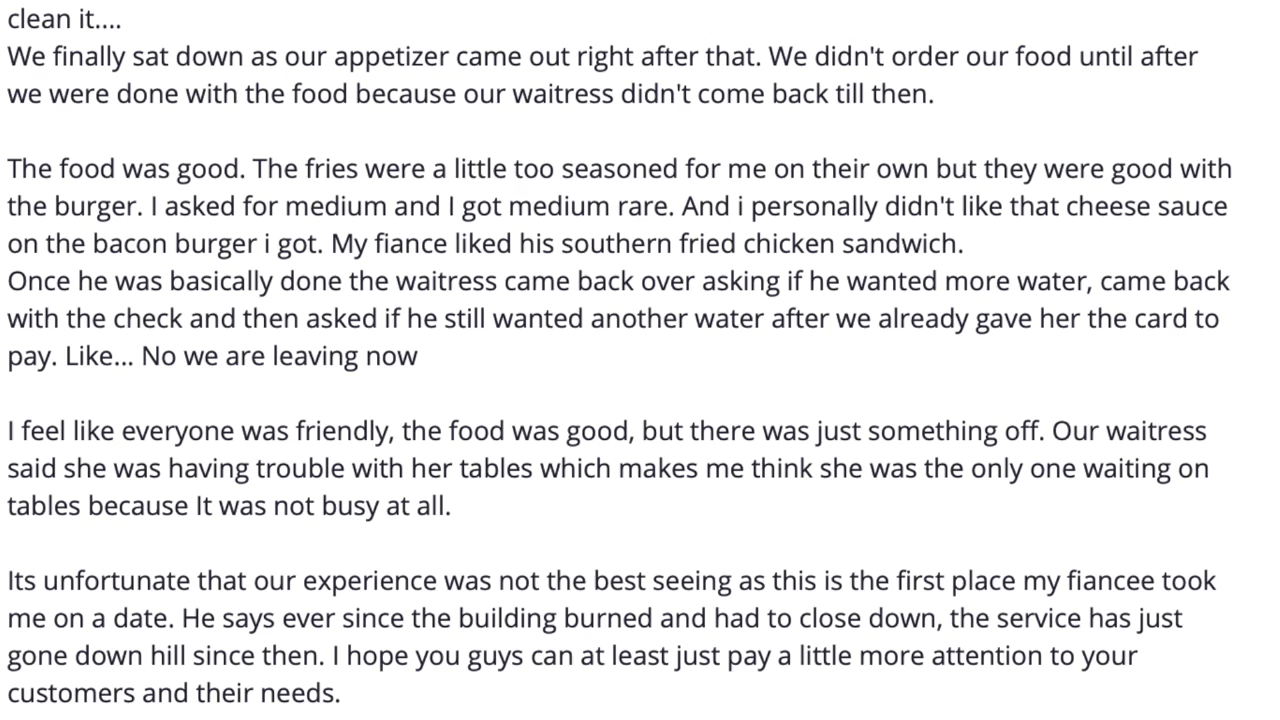 clean it....
We finally sat down as our appetizer came out right after that. We didn't order our food until after
we were done with the food because our waitress didn't come back till then.
The food was good. The fries were a little too seasoned for me on their own but they were good with
the burger. I asked for medium and I got medium rare. And i personally didn't like that cheese sauce
on the bacon burger i got. My fiance liked his southern fried chicken sandwich.
Once he was basically done the waitress came back over asking if he wanted more water, came back
with the check and then asked if he still wanted another water after we already gave her the card to
pay. Like... No we are leaving now
I feel like everyone was friendly, the food was good, but there was just something off. Our waitress
said she was having trouble with her tables which makes me think she was the only one waiting on
tables because It was not busy at all.
Its unfortunate that our experience was not the best seeing as this is the first place my fiancee took
me on a date. He says ever since the building burned and had to close down, the service has just
gone down hill since then. I hope you guys can at least just pay a little more attention to your
customers and their needs.